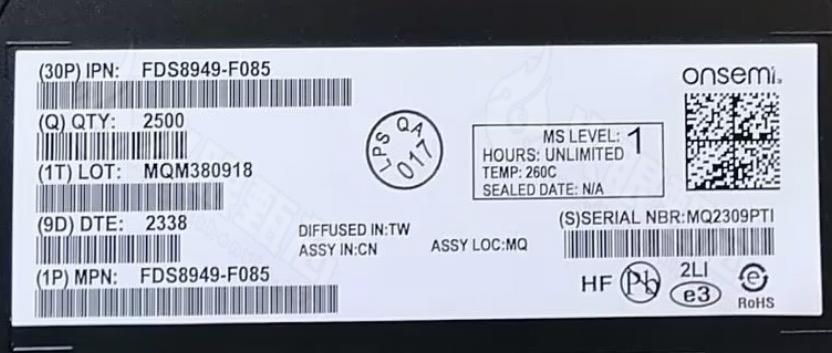 (30P) IPN: FDS8949-F085
onsemi
(Q) QTY: 2500
LPS QA 017
MS LEVEL: 1
HOURS: UNLIMITED
TEMP: 260C
SEALED DATE: N/A
(1T) LOT: MQM380918
(9D) DTE: 2338
DIFFUSED IN:TW
ASSY IN:CN
ASSY LOC:MQ
(S)SERIAL NBR:MQ2309PTI
(1P) MPN: FDS8949-F085
HF
Pb
2LI
e3
e
RoHS